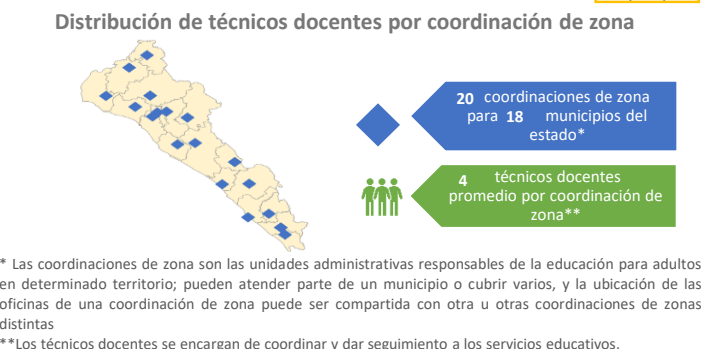 Distribución de técnicos docentes por coordinación de zona
20 coordinaciones de zona
para 18 municipios del
estado*
4 técnicos docentes
promedio por coordinación de
zona**
* Las coordinaciones de zona son las unidades administrativas responsables de la educación para adultos
en determinado territorio; pueden atender parte de un municipio o cubrir varios, y la ubicación de las
oficinas de una coordinación de zona puede ser compartida con otra u otras coordinaciones de zonas
distintas
**Los técnicos docentes se encargan de coordinar y dar seguimiento a los servicios educativos.